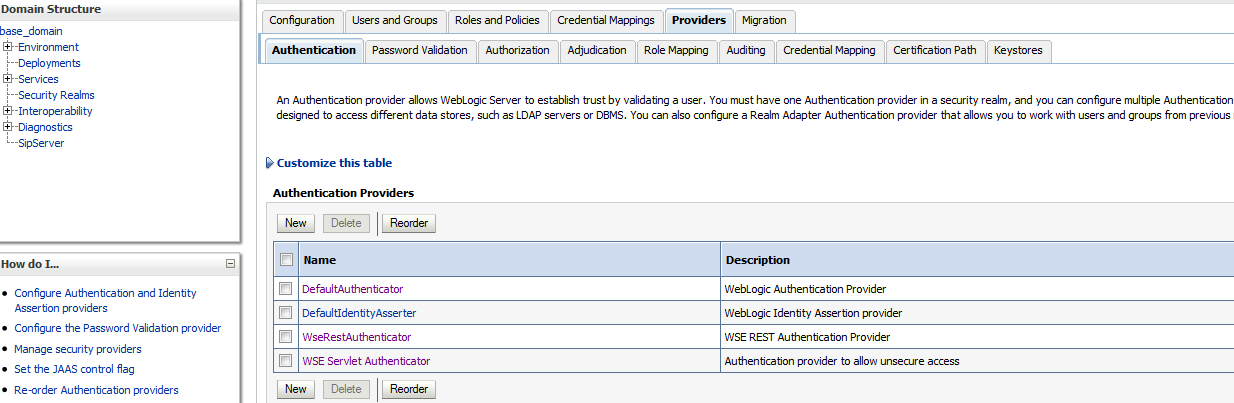 Domain Structure
base_domain
Environment
Deployments
Services
Security Realms
Interoperability
Diagnostics
SipServer
How do I...
Configure Authentication and Identity
Assertion providers
Configure the Password Validation provider
Manage security providers
Set the JAAS control flag
Re-order Authentication providers
Configuration Users and Groups Roles and Policies Credential Mappings Providers Migration
Authentication Password Validation Authorization Adjudication Role Mapping Auditing Credential Mapping Certification Path Keystores
An Authentication provider allows WebLogic Server to establish trust by validating a user. You must have one Authentication provider in a security realm, and you can configure multiple Authentication
designed to access different data stores, such as LDAP servers or DBMS. You can also configure a Realm Adapter Authentication provider that allows you to work with users and groups from previous
Customize this table
Authentication Providers
New Delete Reorder
Name Description
DefaultAuthenticator WebLogic Authentication Provider
DefaultIdentityAsserter WebLogic Identity Assertion provider
WseRestAuthenticator WSE REST Authentication Provider
WSE Servlet Authenticator Authentication provider to allow unsecure access
New Delete Reorder